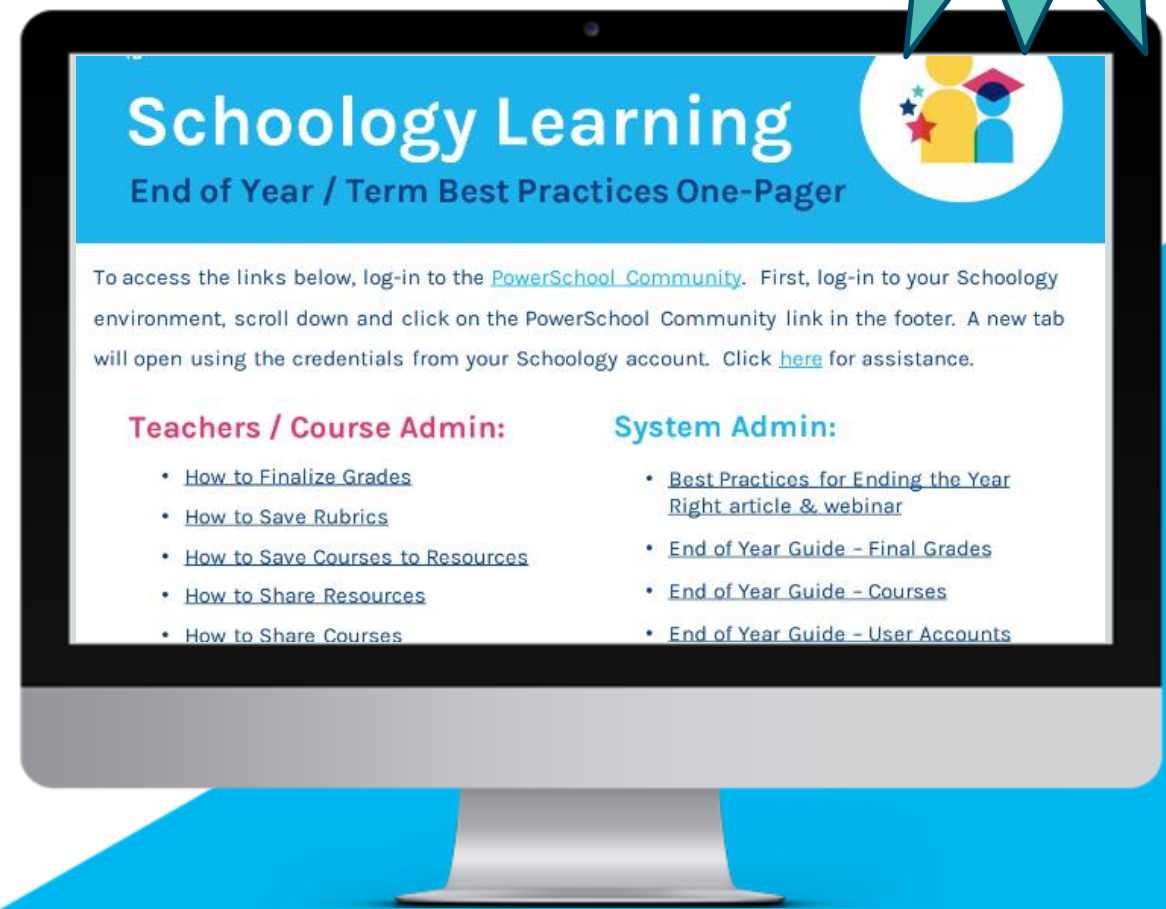 Schoology Learning
End of Year / Term Best Practices One-Pager
To access the links below, log-in to the PowerSchool Community. First, log-in to your Schoology
environment, scroll down and click on the PowerSchool Community link in the footer. A new tab
will open using the credentials from your Schoology account. Click here for assistance.
Teachers / Course Admin:
• How to Finalize Grades
• How to Save Rubrics
• How to Save Courses to Resources
• How to Share Resources
• How to Share Courses
System Admin:
• Best Practices for Ending the Year
Right article & webinar
• End of Year Guide – Final Grades
• End of Year Guide – Courses
• End of Year Guide – User Accounts